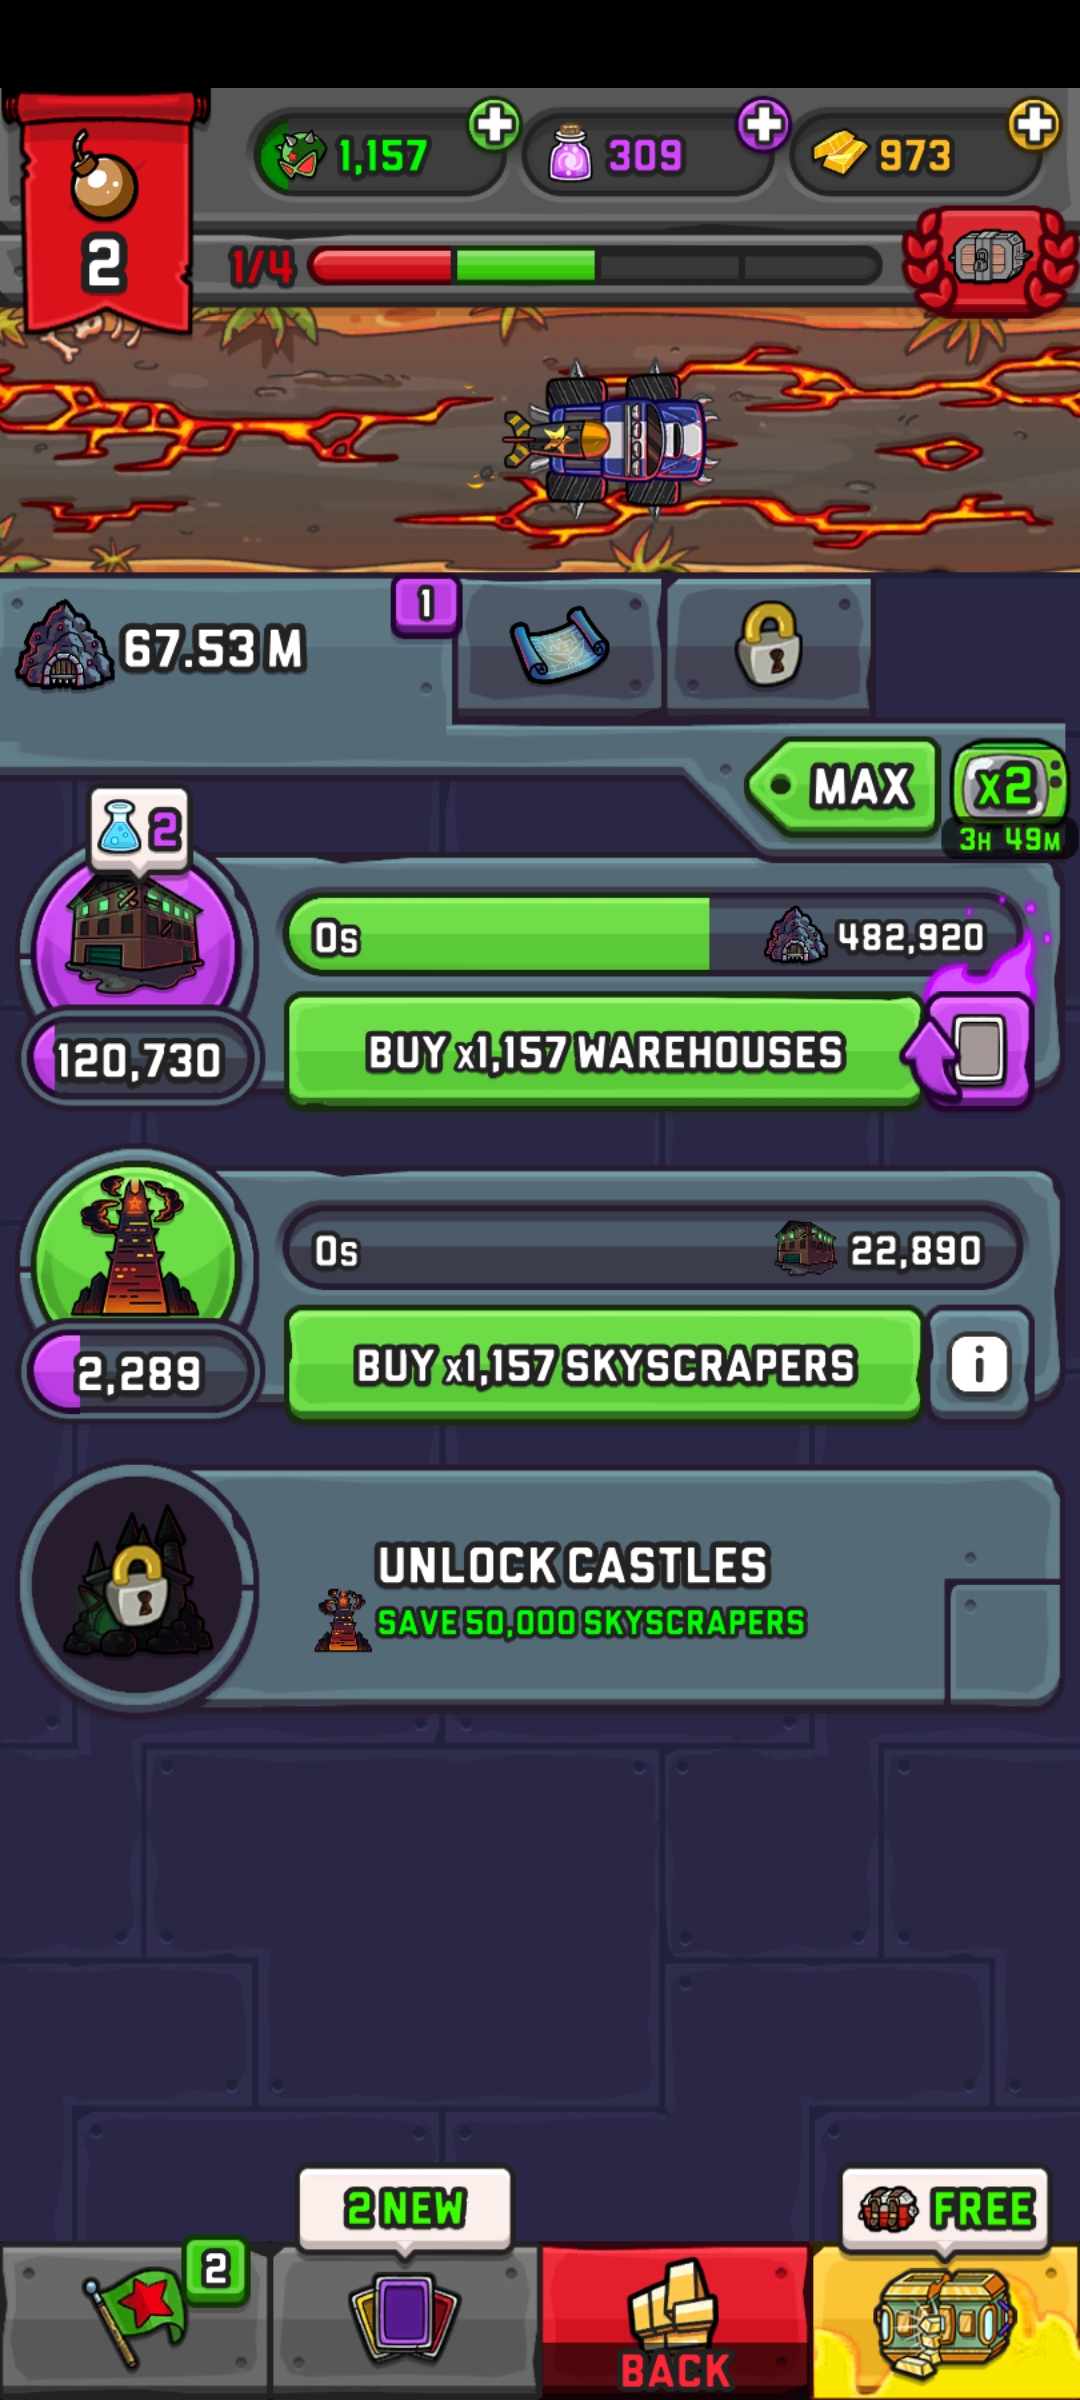 1,157
309
973
2
1/4
67.53 M
1
MAX
x2
3H 49M
2
0s
482,920
120,730
BUY x1,157 WAREHOUSES
0s
22,890
2,289
BUY x1,157 SKYSCRAPERS
i
UNLOCK CASTLES
SAVE 50,000 SKYSCRAPERS
2 NEW
FREE
2
BACK